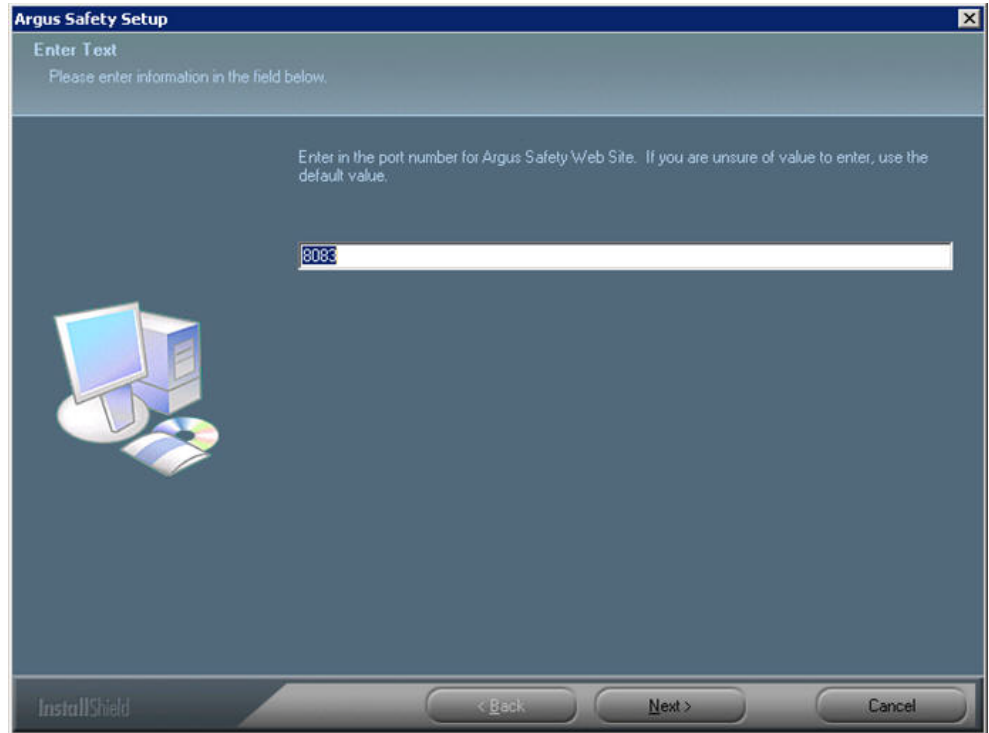 Argus Safety Setup
Enter Text
Please enter information in the field below.
Enter in the port number for Argus Safety Web Site. If you are unsure of value to enter, use the
default value.
8083
InstallShield
< Back
Next >
Cancel